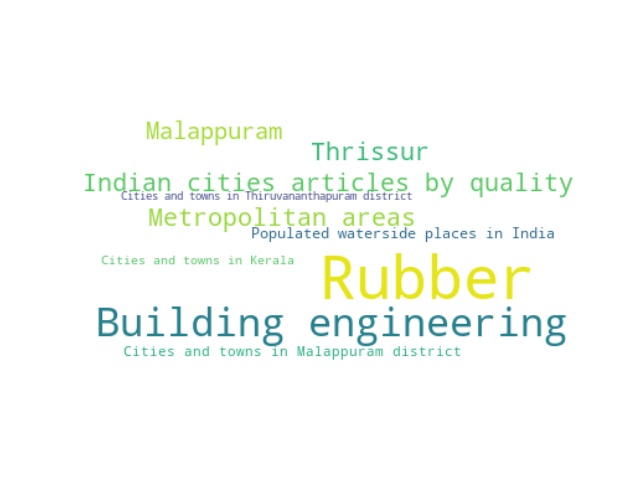 Malappuram
Thrissur
Indian cities articles by quality
Cities and towns in Thiruvananthapuram district
Metropolitan areas
Populated waterside places in India
Cities and towns in Kerala
Rubber
Building engineering
Cities and towns in Malappuram district